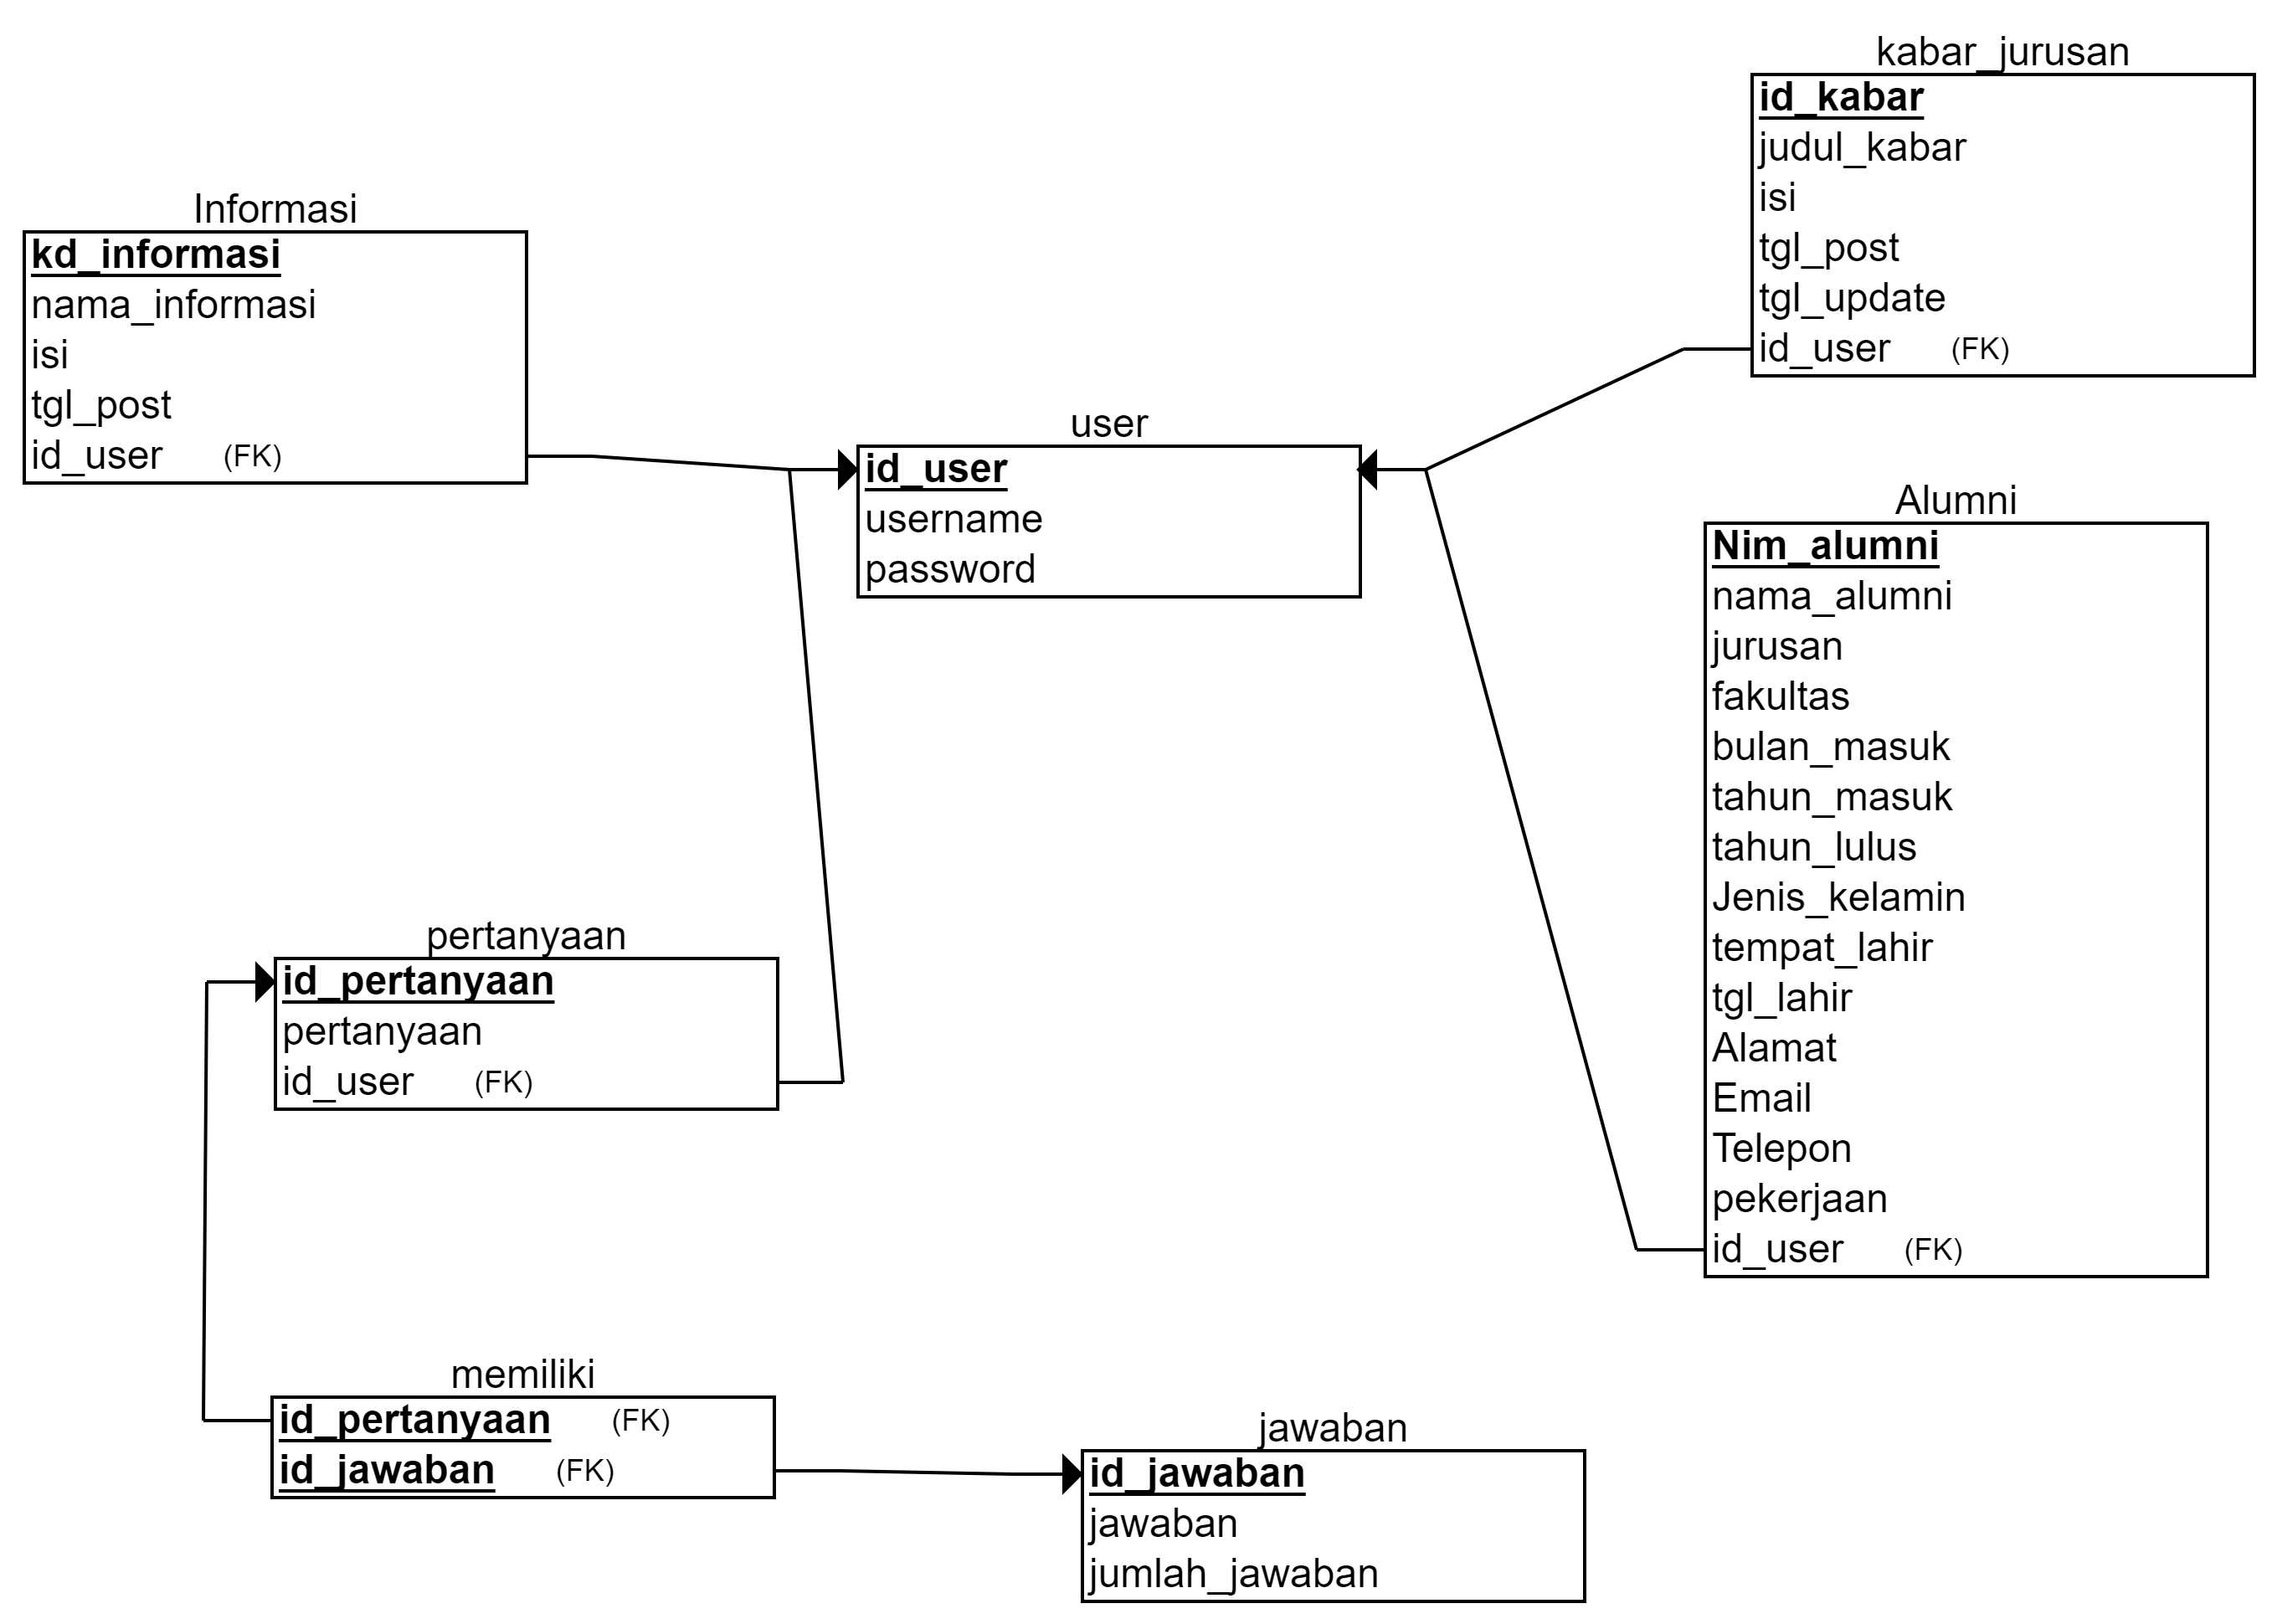 kabar_jurusan
id_kabar
judul_kabar
isi
tgl_post
tgl_update
id_user (FK)
Informasi
kd_informasi
nama_informasi
isi
tgl_post
id_user (FK)
user
id_user
username
password
Alumni
Nim_alumni
nama_alumni
jurusan
fakultas
bulan_masuk
tahun_masuk
tahun_lulus
Jenis_kelamin
tempat_lahir
tgl_lahir
Alamat
Email
Telepon
pekerjaan
id_user (FK)
pertanyaan
id_pertanyaan
pertanyaan
id_user (FK)
memiliki
id_pertanyaan (FK)
id_jawaban (FK)
jawaban
id_jawaban
jawaban
jumlah_jawaban